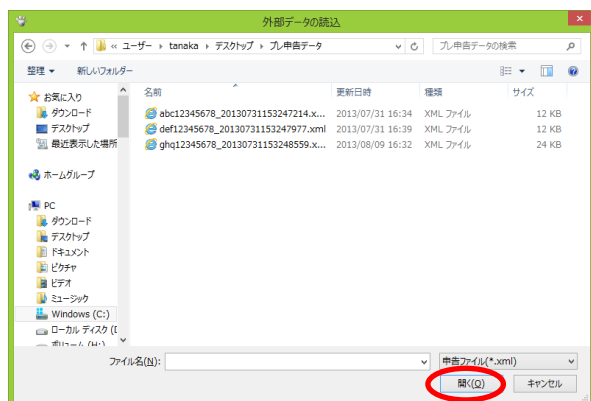 外部データの読込
« ユーザー ▸ tanaka ▸ デスクトップ ▸ プレ申告データ
プレ申告データの検索
整理
新しいフォルダー
名前
更新日時
種類
サイズ
お気に入り
ダウンロード
デスクトップ
最近表示した場所
ホームグループ
PC
ダウンロード
デスクトップ
ドキュメント
ピクチャ
ビデオ
ミュージック
Windows (C:)
ローカル ディスク (
ボリューム (H:)
abc12345678_20130731153247214.x... 2013/07/31 16:34 XML ファイル 12 KB
def12345678_20130731153247977.xml 2013/07/31 16:39 XML ファイル 12 KB
ghq12345678_20130731153248559.x... 2013/08/09 16:32 XML ファイル 24 KB
ファイル名(N):
申告ファイル(*.xml)
開く(O)
キャンセル